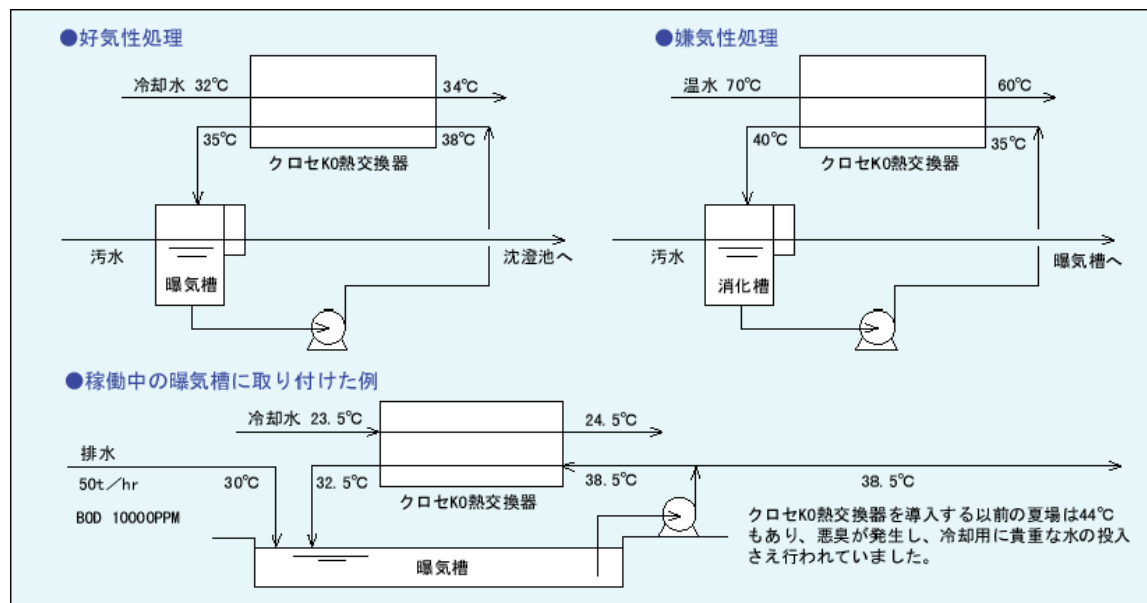 ●好気性処理
冷却水 32℃
34℃
35℃
38℃
クロセKO熱交換器
汚水
曝気槽
沈澄池へ
●嫌気性処理
温水 70℃
60℃
40℃
35℃
クロセKO熱交換器
汚水
消化槽
曝気槽へ
●稼働中の曝気槽に取り付けた例
冷却水 23.5℃
24.5℃
排水
50t／hr
30℃
32.5℃
38.5℃
38.5℃
クロセKO熱交換器
BOD 10000PPM
曝気槽
クロセKO熱交換器を導入する以前の夏場は44℃
もあり、悪臭が発生し、冷却用に貴重な水の投入
さえ行われていました。